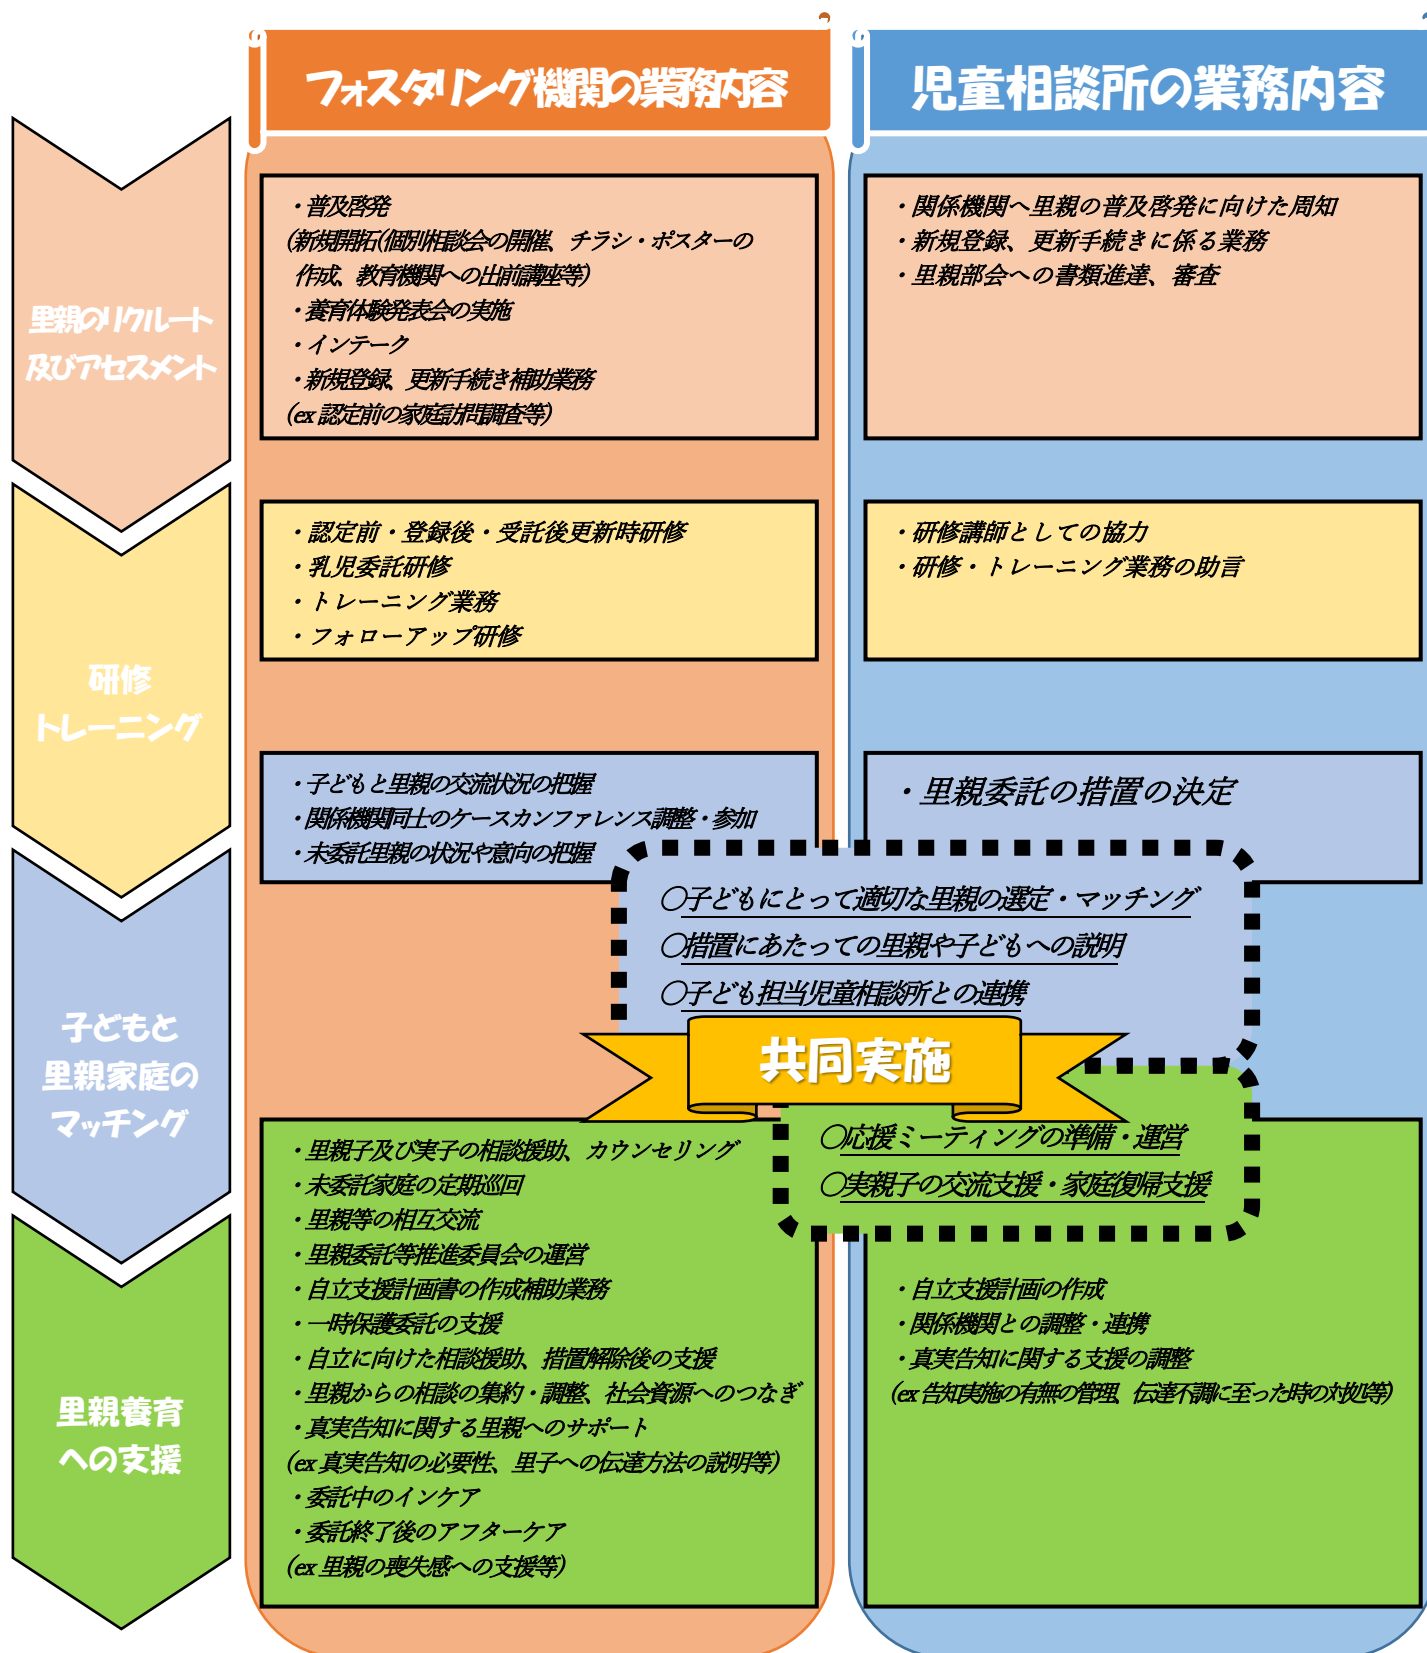 フォスタリング機関の業務内容
児童相談所の業務内容
里親のリクルート
及びアセスメント
・普及啓発
(新規開拓(個別相談会の開催、チラシ・ポスターの
作成、教育機関への出前講座等)
・養育体験発表会の実施
・インテーク
・新規登録、更新手続き補助業務
(ex 認定前の家庭訪問調査等)
・関係機関へ里親の普及啓発に向けた周知
・新規登録、更新手続きに係る業務
・里親部会への書類進達、審査
研修
トレーニング
・認定前・登録後・受託後更新時研修
・乳児委託研修
・トレーニング業務
・フォローアップ研修
・研修講師としての協力
・研修・トレーニング業務の助言
子どもと
里親家庭の
マッチング
・子どもと里親の交流状況の把握
・関係機関同士のケースカンファレンス調整・参加
・未委託里親の状況や意向の把握
・里親委託の措置の決定
〇子どもにとって適切な里親の選定・マッチング
〇措置にあたっての里親や子どもへの説明
〇子ども担当児童相談所との連携
共同実施
〇応援ミーティングの準備・運営
〇実親子の交流支援・家庭復帰支援
里親養育
への支援
・里親子及び実子の相談援助、カウンセリング
・未委託家庭の定期巡回
・里親等の相互交流
・里親委託等推進委員会の運営
・自立支援計画書の作成補助業務
・一時保護委託の支援
・自立に向けた相談援助、措置解除後の支援
・里親からの相談の集約・調整、社会資源へのつなぎ
・真実告知に関する里親へのサポート
(ex 真実告知の必要性、里子への伝達方法の説明等)
・委託中のインケア
・委託終了後のアフターケア
(ex 里親の喪失感への支援等)
・自立支援計画の作成
・関係機関との調整・連携
・真実告知に関する支援の調整
(ex 告知実施の有無の管理、伝達不調に至った時の対処等)